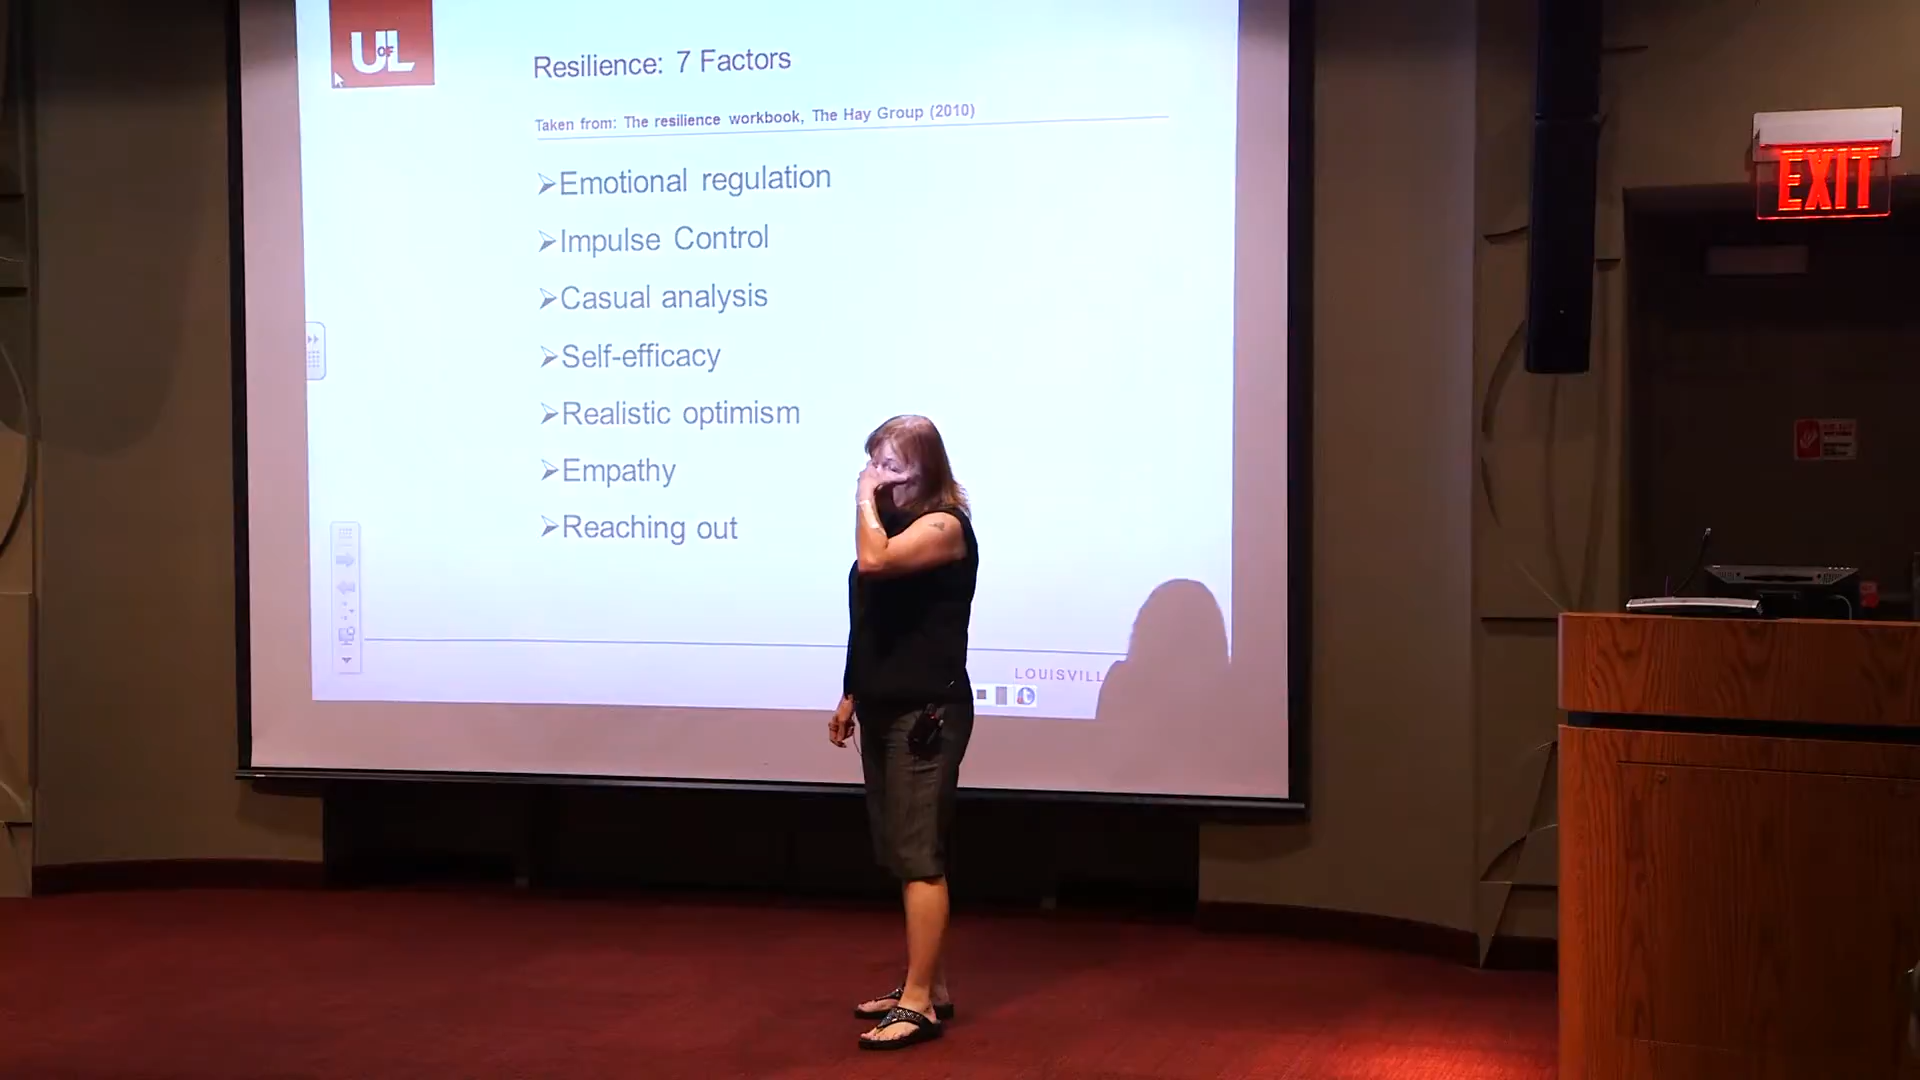 UofL
Resilience: 7 Factors
Taken from: The resilience workbook, The Hay Group (2010)
➢Emotional regulation
➢Impulse Control
➢Casual analysis
➢Self-efficacy
➢Realistic optimism
➢Empathy
➢Reaching out
LOUISVILL
EXIT